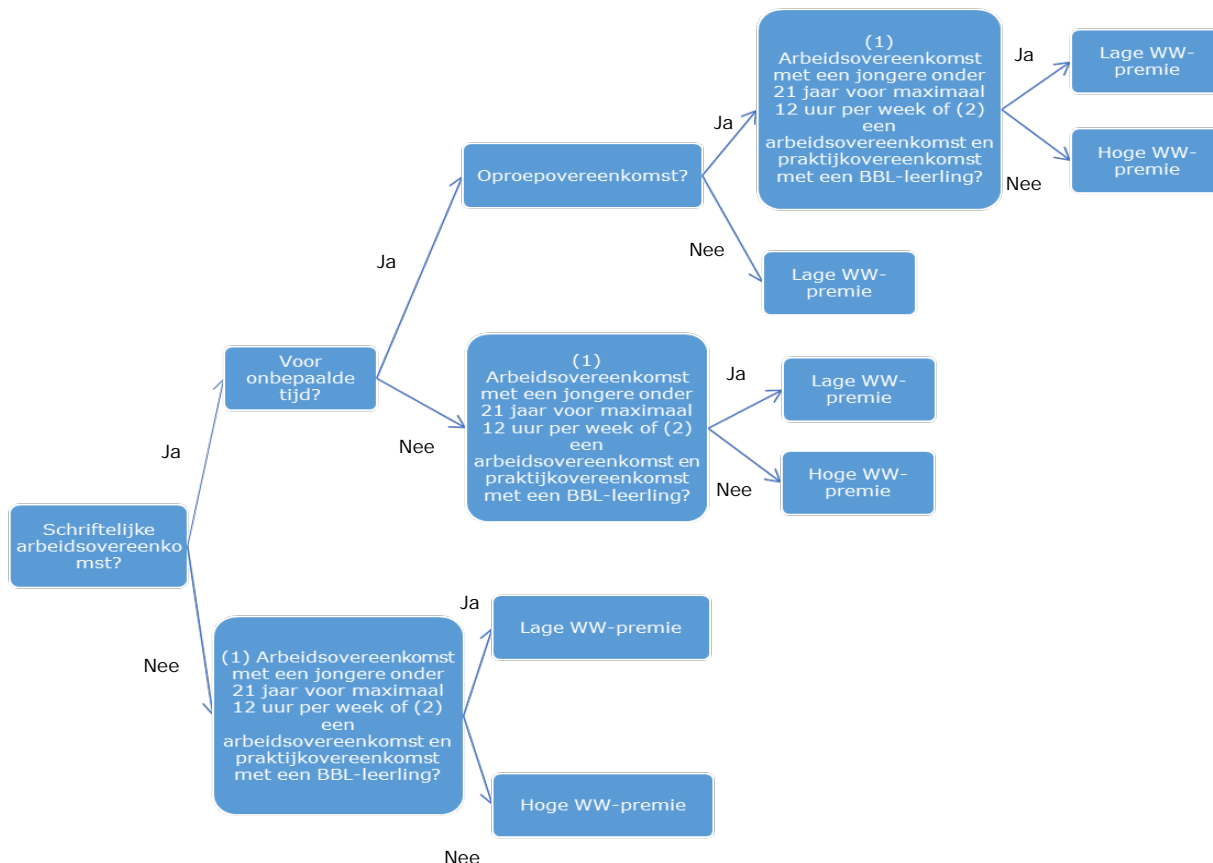 (1)
Arbeidsovereenkomst
met een jongere onder
21 jaar voor maximaal
12 uur per week of (2)
een
arbeidsovereenkomst en
praktijkovereenkomst
met een BBL-leerling?
Ja
Lage WW-
premie
Nee
Hoge WW-
premie
Ja
Oproepovereenkomst?
Nee
Lage WW-
premie
Ja
Voor
onbepaalde
tijd?
Nee
(1)
Arbeidsovereenkomst
met een jongere onder
21 jaar voor maximaal
12 uur per week of (2)
een
arbeidsovereenkomst en
praktijkovereenkomst
met een BBL-leerling?
Ja
Lage WW-
premie
Nee
Hoge WW-
premie
Ja
Schriftelijke
arbeidsovereenko
mst?
Nee
(1) Arbeidsovereenkomst
met een jongere onder
21 jaar voor maximaal
12 uur per week of (2)
een
arbeidsovereenkomst en
praktijkovereenkomst
met een BBL-leerling?
Ja
Lage WW-premie
Hoge WW-premie
Nee